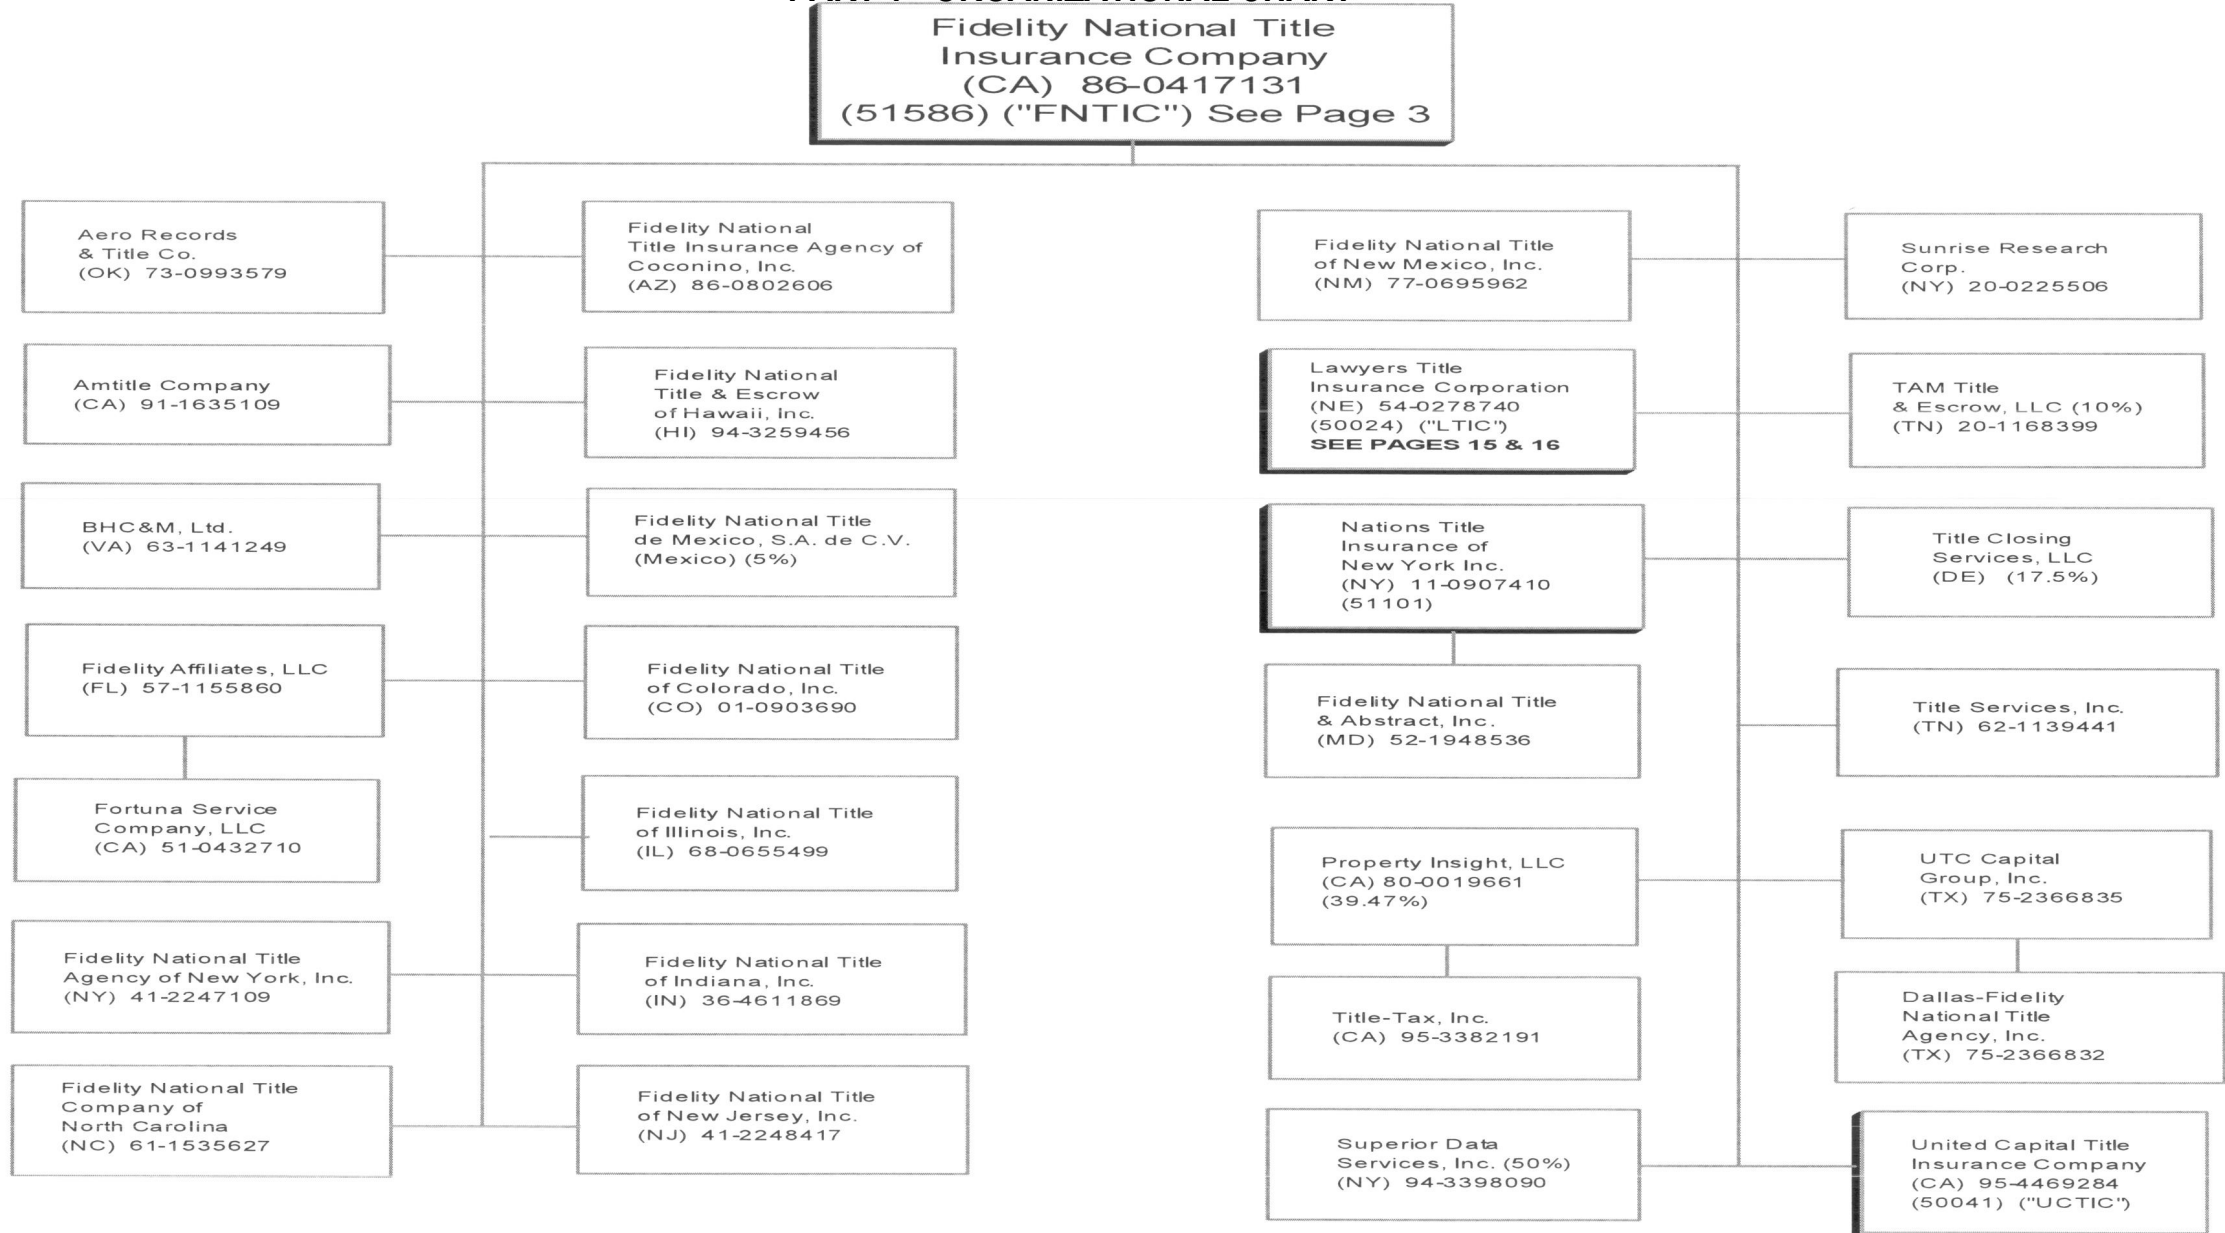 Fidelity National Title
Insurance Company
(CA) 86-0417131
(51586) ("FNTIC") See Page 3
Aero Records
& Title Co.
(OK) 73-0993579
Fidelity National
Title Insurance Agency of
Coconino, Inc.
(AZ) 86-0802606
Fidelity National Title
of New Mexico, Inc.
(NM) 77-0695962
Sunrise Research
Corp.
(NY) 20-0225506
Amtitle Company
(CA) 91-1635109
Fidelity National
Title & Escrow
of Hawaii, Inc.
(HI) 94-3259456
Lawyers Title
Insurance Corporation
(NE) 54-0278740
(50024) ("LTIC")
SEE PAGES 15 & 16
TAM Title
& Escrow, LLC (10%)
(TN) 20-1168399
BHC&M, Ltd.
(VA) 63-1141249
Fidelity National Title
de Mexico, S.A. de C.V.
(Mexico) (5%)
Nations Title
Insurance of
New York Inc.
(NY) 11-0907410
(51101)
Title Closing
Services, LLC
(DE) (17.5%)
Fidelity Affiliates, LLC
(FL) 57-1155860
Fidelity National Title
of Colorado, Inc.
(CO) 01-0903690
Fidelity National Title
& Abstract, Inc.
(MD) 52-1948536
Title Services, Inc.
(TN) 62-1139441
Fortuna Service
Company, LLC
(CA) 51-0432710
Fidelity National Title
of Illinois, Inc.
(IL) 68-0655499
Property Insight, LLC
(CA) 80-0019661
(39.47%)
UTC Capital
Group, Inc.
(TX) 75-2366835
Fidelity National Title
Agency of New York, Inc.
(NY) 41-2247109
Fidelity National Title
of Indiana, Inc.
(IN) 36-4611869
Title-Tax, Inc.
(CA) 95-3382191
Dallas-Fidelity
National Title
Agency, Inc.
(TX) 75-2366832
Fidelity National Title
Company of
North Carolina
(NC) 61-1535627
Fidelity National Title
of New Jersey, Inc.
(NJ) 41-2248417
Superior Data
Services, Inc. (50%)
(NY) 94-3398090
United Capital Title
Insurance Company
(CA) 95-4469284
(50041) ("UCTIC")